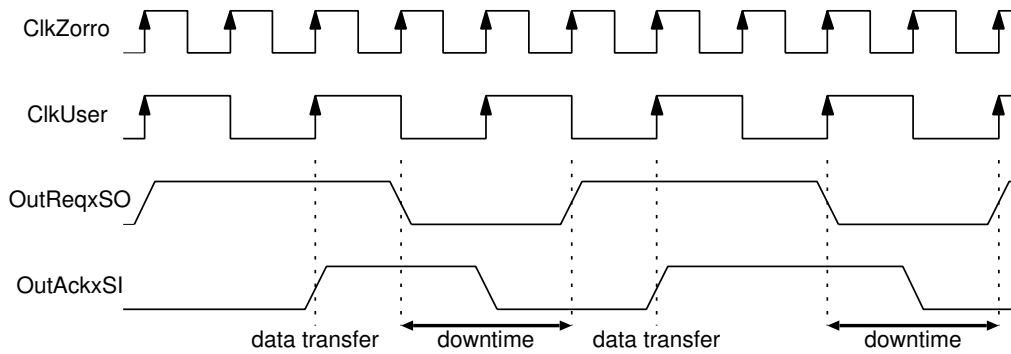 ClkZorro
ClkUser
OutReqxSO
OutAckxSI
data transfer downtime data transfer downtime